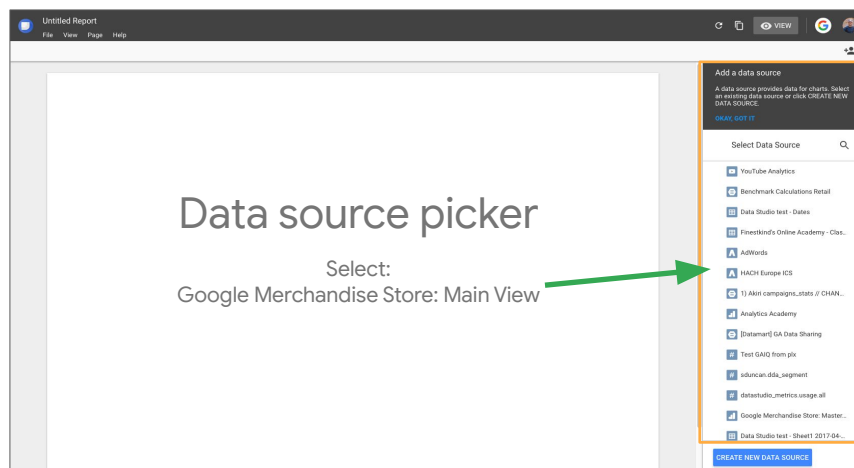 Untitled Report
File View Page Help
VIEW
Add a data source
A data source provides data for charts. Select
an existing data source or click CREATE NEW
DATA SOURCE.
OKAY, GOT IT
Select Data Source
YouTube Analytics
Benchmark Calculations Retail
Data Studio test - Dates
Finestkind's Online Academy - Clas..
AdWords
HACH Europe ICS
1) Akiri campaigns_stats // CHAN...
Analytics Academy
[Datamart] GA Data Sharing
Test GAIQ from plx
sduncan.dda_segment
datastudio_metrics.usage.all
Google Merchandise Store: Master...
Data Studio test - Sheet1 2017-04-...
CREATE NEW DATA SOURCE
Data source picker
Select:
Google Merchandise Store: Main View